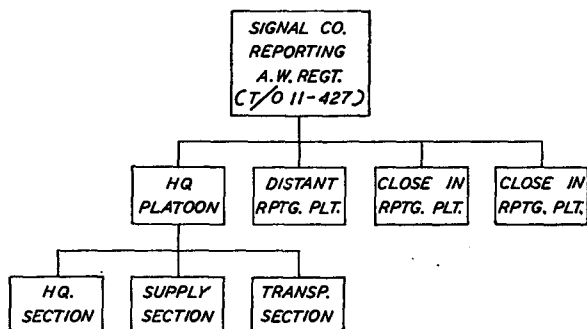 SIGNAL CO.
REPORTING
A.W. REGT.
(T/O 11-427)
HQ
PLATOON
DISTANT
RPTG. PLT.
CLOSE IN
RPTG. PLT.
CLOSE IN
RPTG. PLT.
HQ.
SECTION
SUPPLY
SECTION
TRANSP.
SECTION